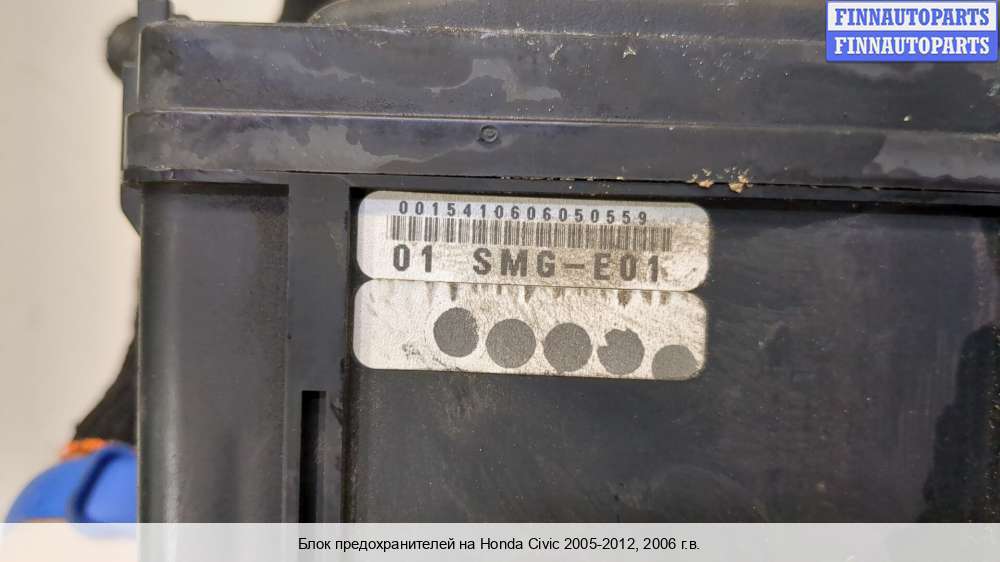 FINNAUTOPARTS
FINNAUTOPARTS
0015410606050559
01 SMG-E01
Блок предохранителей на Honda Civic 2005-2012, 2006 г.в.